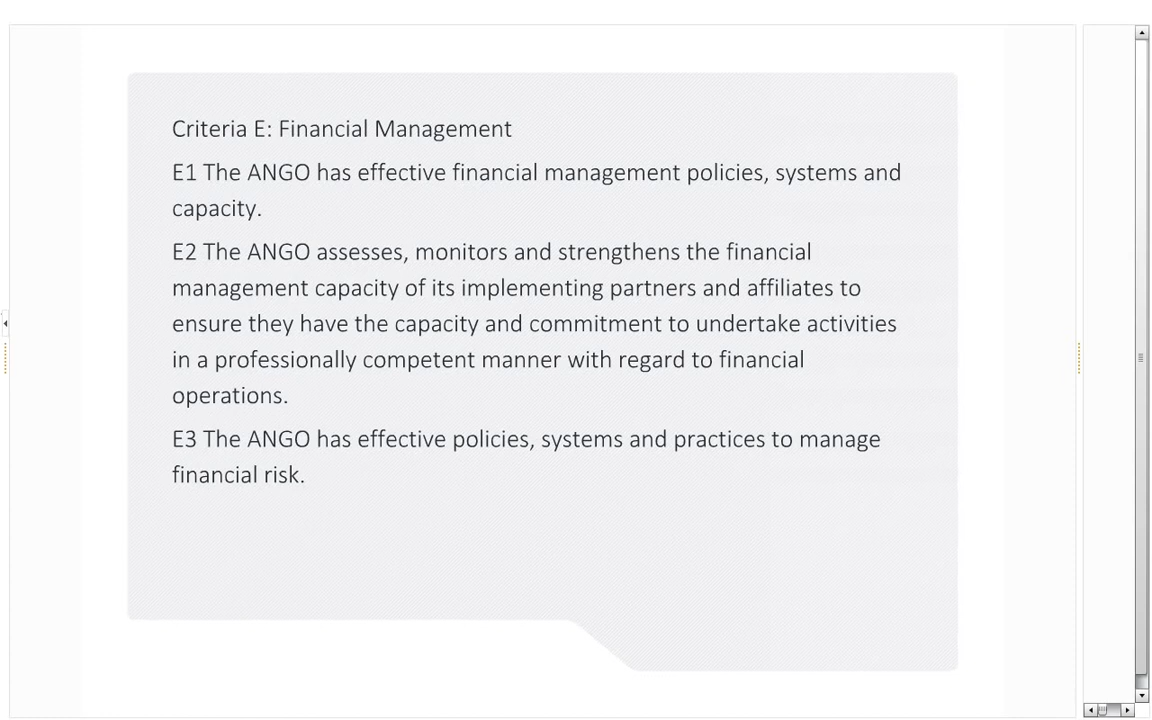 Criteria E: Financial Management
E1 The ANGO has effective financial management policies, systems and
capacity.
E2 The ANGO assesses, monitors and strengthens the financial
management capacity of its implementing partners and affiliates to
ensure they have the capacity and commitment to undertake activities
in a professionally competent manner with regard to financial
operations.
E3 The ANGO has effective policies, systems and practices to manage
financial risk.